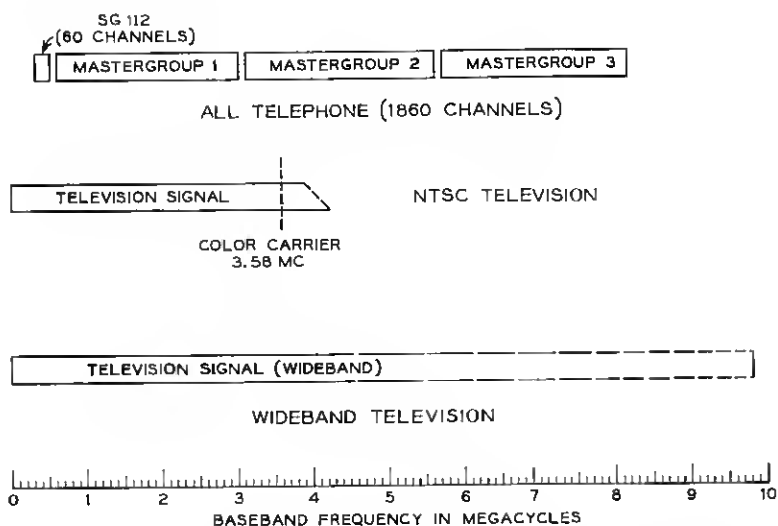 SG 112
(60 CHANNELS)
MASTERGROUP 1 MASTERGROUP 2 MASTERGROUP 3
ALL TELEPHONE (1860 CHANNELS)
TELEVISION SIGNAL NTSC TELEVISION
COLOR CARRIER
3.58 MC
TELEVISION SIGNAL (WIDEBAND)
WIDEBAND TELEVISION
0 1 2 3 4 5 6 7 8 9 10
BASEBAND FREQUENCY IN MEGACYCLES